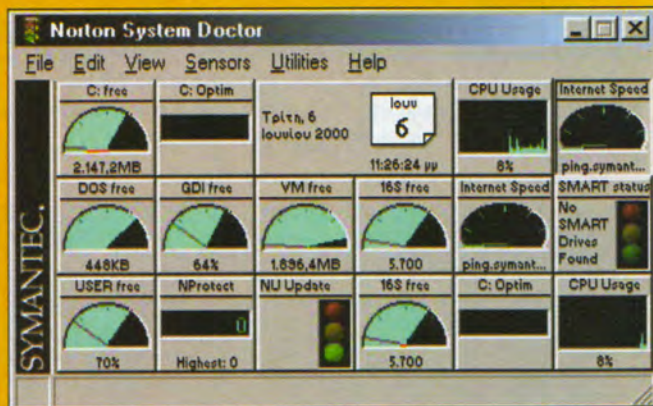 Norton System Doctor
File Edit View Sensors Utilities Help
SYMANTEC.
C: free
2.147,2MB
C: Optim
Τρίτη, 6
Ιουνίου 2000
Ιουν
6
11:26:24 μμ
CPU Usage
8%
Internet Speed
ping.symant...
DOS free
448KB
GDI free
64%
VM free
1.896,4MB
16S free
5.700
Internet Speed
ping.symant...
SMART status
No
SMART
Drives
Found
USER free
70%
NProtect
0
Highest: 0
NU Update
16S free
5.700
C: Optim
CPU Usage
8%